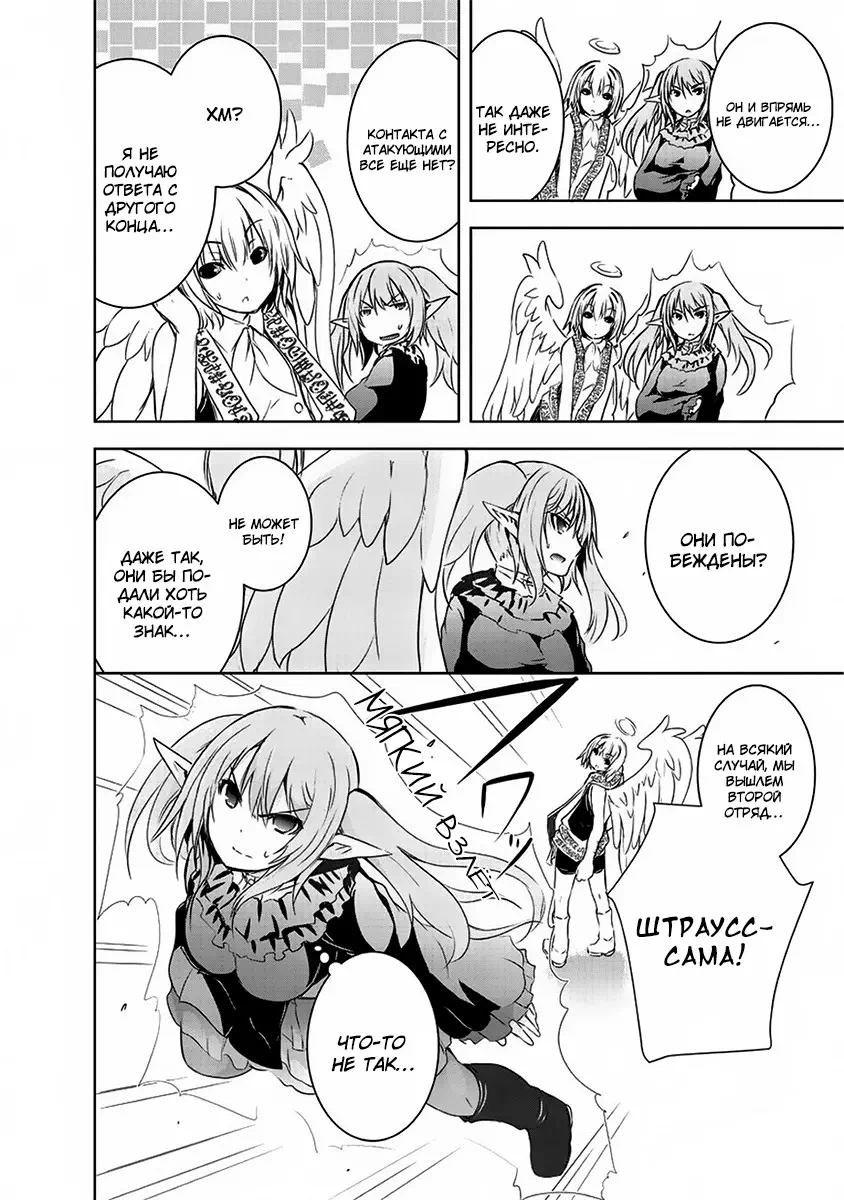 ОН И ВПРЯМЬ
НЕ ДВИГАЕТСЯ...
ТАК ДАЖЕ
НЕ ИНТЕ-
РЕСНО.
КОНТАКТА С
АТАКУЮЩИМИ
ВСЕ ЕЩЕ НЕТ?
ХМ?
Я НЕ
ПОЛУЧАЮ
ОТВЕТА С
ДРУГОГО
КОНЦА...
ОНИ ПО-
БЕЖДЕНЫ?
НЕ МОЖЕТ
БЫТЬ!
ДАЖЕ ТАК,
ОНИ БЫ ПО-
ДАЛИ ХОТЬ
КАКОЙ-ТО
ЗНАК...
НА ВСЯКИЙ
СЛУЧАЙ, МЫ
ВЫШЛЕМ
ВТОРОЙ
ОТРЯД...
ШТРАУСС-
САМА!
МЯГКИЙ ВЗЛЁТ
ЧТО-ТО
НЕ ТАК...